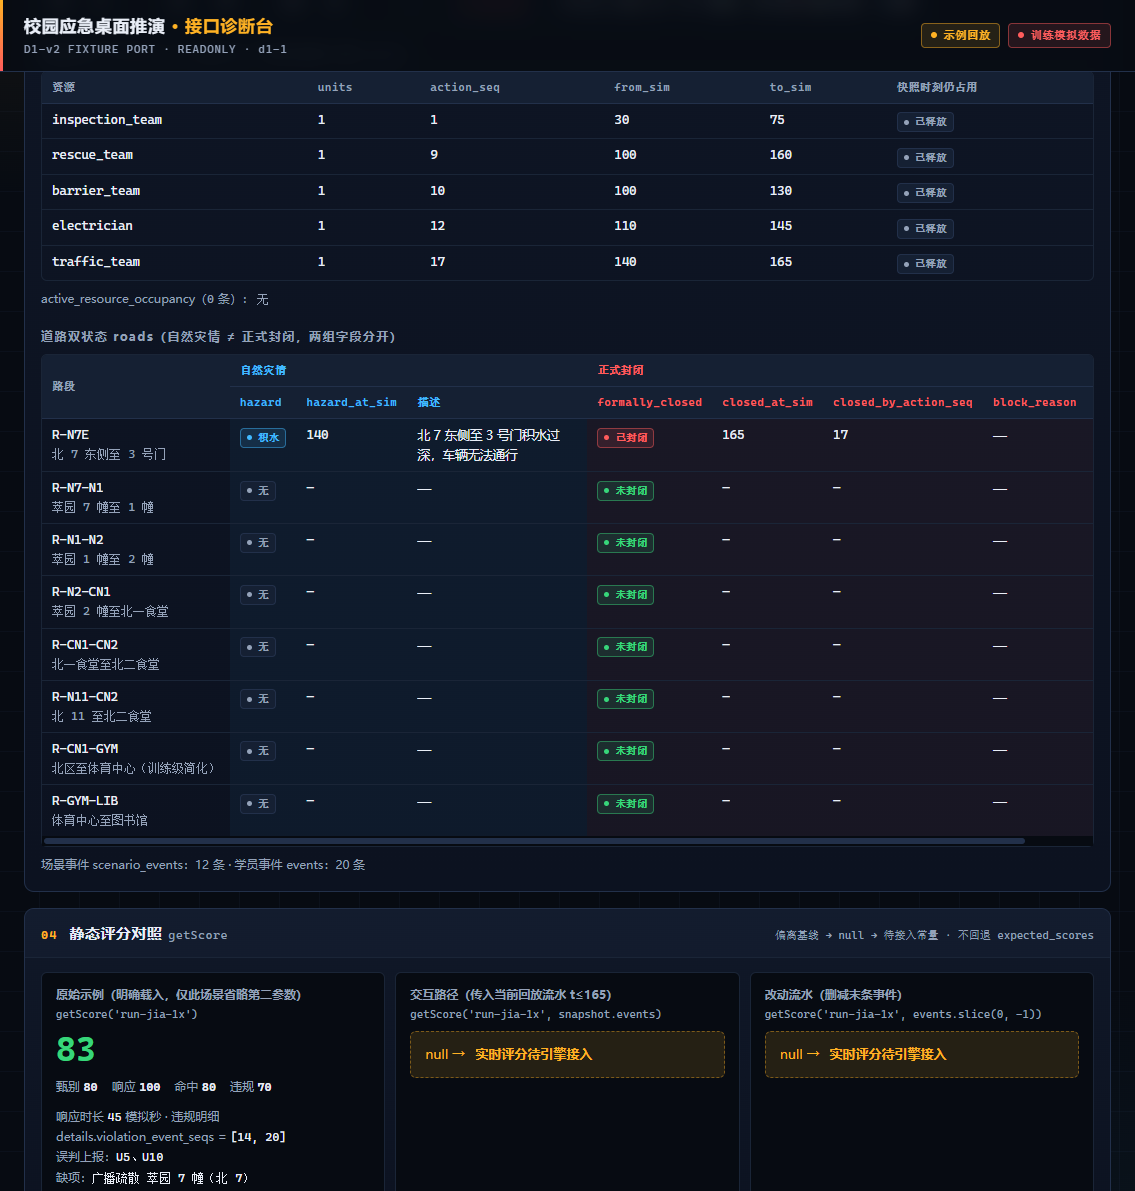 校园应急桌面推演 · 接口诊断台
D1-v2 FIXTURE PORT · READONLY · d1-1
示例回放
训练模拟数据
资源 units action_seq from_sim to_sim 快照时刻仍占用
inspection_team 1 1 30 75 已释放
rescue_team 1 9 100 160 已释放
barrier_team 1 10 100 130 已释放
electrician 1 12 110 145 已释放
traffic_team 1 17 140 165 已释放
active_resource_occupancy（0 条）: 无
道路双状态 roads（自然灾情 ≠ 正式封闭，两组字段分开）
路段 自然灾情 正式封闭
hazard hazard_at_sim 描述 formally_closed closed_at_sim closed_by_action_seq block_reason
R-N7E 积水 140 北 7 东侧至 3 号门积水过深，车辆无法通行 已封闭 165 17 —
北 7 东侧至 3 号门
R-N7-N1 无 — — 未封闭 — — —
萃园 7 幢至 1 幢
R-N1-N2 无 — — 未封闭 — — —
萃园 1 幢至 2 幢
R-N2-CN1 无 — — 未封闭 — — —
萃园 2 幢至北一食堂
R-CN1-CN2 无 — — 未封闭 — — —
北一食堂至北二食堂
R-N11-CN2 无 — — 未封闭 — — —
北 11 至北二食堂
R-CN1-GYM 无 — — 未封闭 — — —
北区至体育中心（训练级简化）
R-GYM-LIB 无 — — 未封闭 — — —
体育中心至图书馆
场景事件 scenario_events: 12 条 · 学员事件 events: 20 条
04 静态评分对照 getScore
偏离基线 → null → 待接入常量 · 不回退 expected_scores
原始示例（明确载入，仅此场景省略第二参数）
getScore('run-jia-1x')
83
甄别 80 响应 100 命中 80 违规 70
响应时长 45 模拟秒 · 违规明细
details.violation_event_seqs = [14, 20]
误判上报: U5、U10
缺项: 广播疏散 萃园 7 幢（北 7）
交互路径（传入当前回放流水 t≤165）
getScore('run-jia-1x', snapshot.events)
null → 实时评分待引擎接入
改动流水（删减末条事件）
getScore('run-jia-1x', events.slice(0, -1))
null → 实时评分待引擎接入